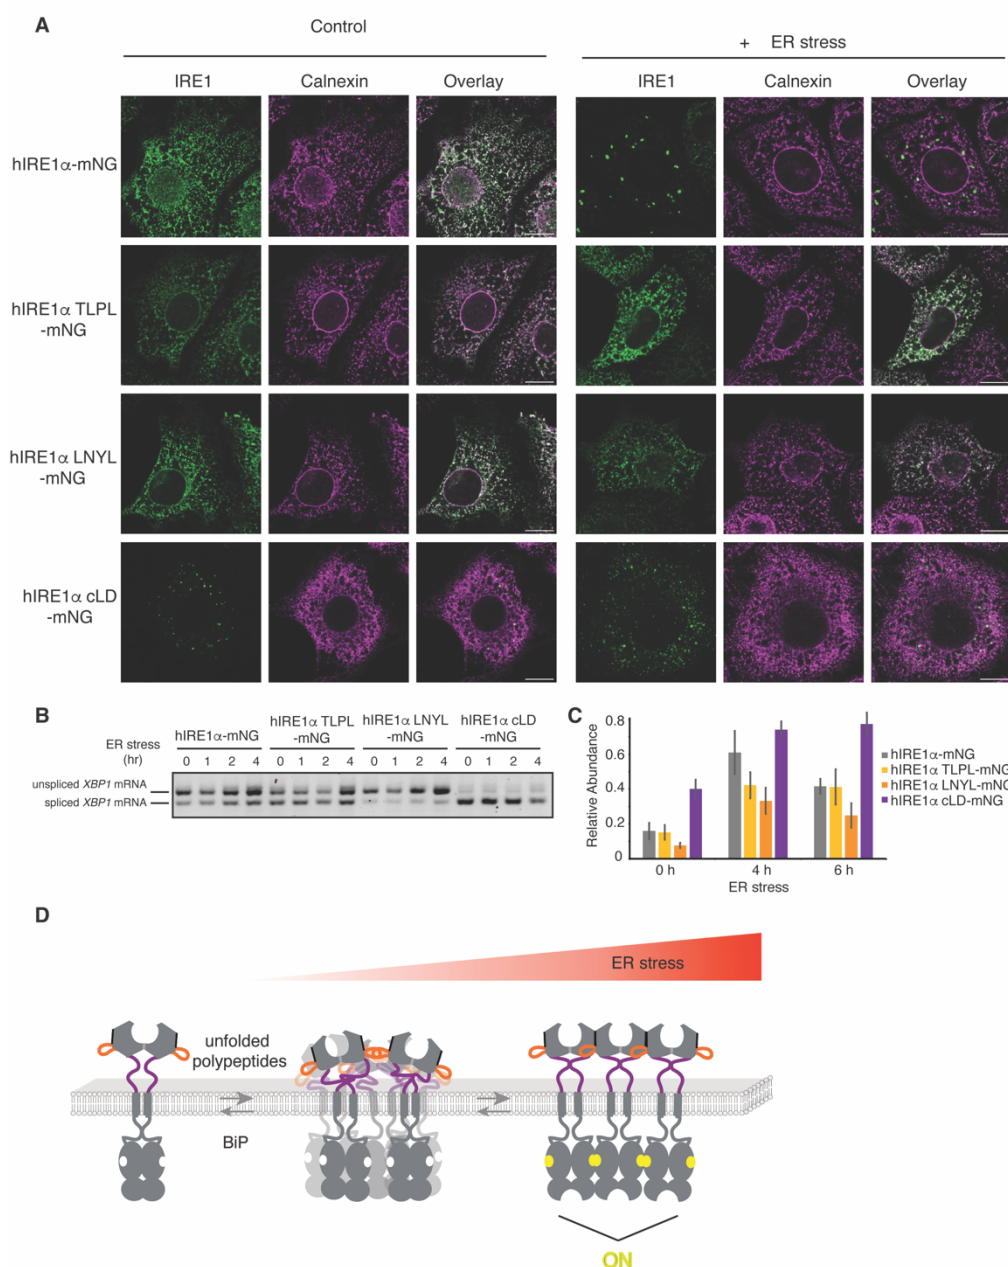 A
Control
+ ER stress
IRE1 Calnexin Overlay IRE1 Calnexin Overlay
hIRE1α-mNG
hIRE1α TLPL
-mNG
hIRE1α LNYL
-mNG
hIRE1α cLD
-mNG
B
ER stress
(hr)
hIRE1α-mNG
hIRE1α TLPL
-mNG
hIRE1α LNYL
-mNG
hIRE1α cLD
-mNG
0 1 2 4 0 1 2 4 0 1 2 4 0 1 2 4
unspliced XBP1 mRNA
spliced XBP1 mRNA
C
Relative Abundance
0.8
0.6
0.4
0.2
0
0 h 4 h 6 h
ER stress
hIRE1α-mNG
hIRE1α TLPL-mNG
hIRE1α LNYL-mNG
hIRE1α cLD-mNG
D
ER stress
unfolded
polypeptides
BiP
ON